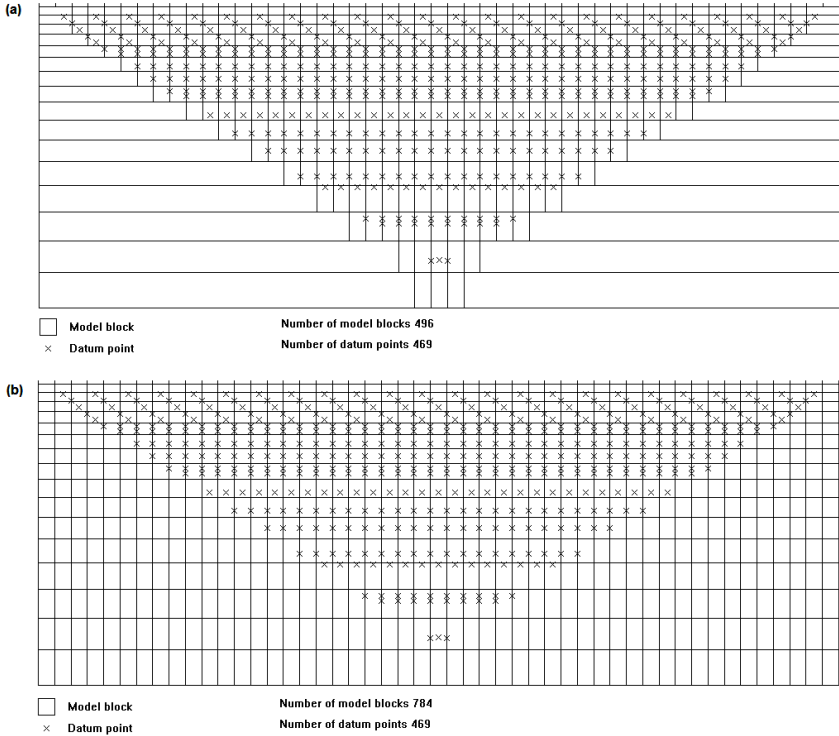 (a)
Model block
Number of model blocks 496
Datum point
Number of datum points 469
(b)
Model block
Number of model blocks 784
Datum point
Number of datum points 469